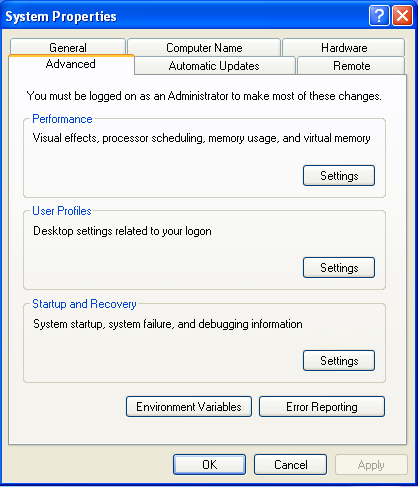 System Properties
General
Computer Name
Hardware
Advanced
Automatic Updates
Remote
You must be logged on as an Administrator to make most of these changes.
Performance
Visual effects, processor scheduling, memory usage, and virtual memory
Settings
User Profiles
Desktop settings related to your logon
Settings
Startup and Recovery
System startup, system failure, and debugging information
Settings
Environment Variables
Error Reporting
OK
Cancel
Apply